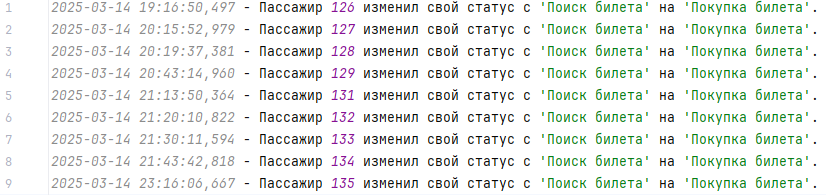 1 2025-03-14 19:16:50,497 - Пассажир 126 изменил свой статус с 'Поиск билета' на 'Покупка билета'.
2 2025-03-14 20:15:52,979 - Пассажир 127 изменил свой статус с 'Поиск билета' на 'Покупка билета'.
3 2025-03-14 20:19:37,381 - Пассажир 128 изменил свой статус с 'Поиск билета' на 'Покупка билета'.
4 2025-03-14 20:43:14,960 - Пассажир 129 изменил свой статус с 'Поиск билета' на 'Покупка билета'.
5 2025-03-14 21:13:50,364 - Пассажир 131 изменил свой статус с 'Поиск билета' на 'Покупка билета'.
6 2025-03-14 21:20:10,822 - Пассажир 132 изменил свой статус с 'Поиск билета' на 'Покупка билета'.
7 2025-03-14 21:30:11,594 - Пассажир 133 изменил свой статус с 'Поиск билета' на 'Покупка билета'.
8 2025-03-14 21:43:42,818 - Пассажир 134 изменил свой статус с 'Поиск билета' на 'Покупка билета'.
9 2025-03-14 23:16:06,667 - Пассажир 135 изменил свой статус с 'Поиск билета' на 'Покупка билета'.